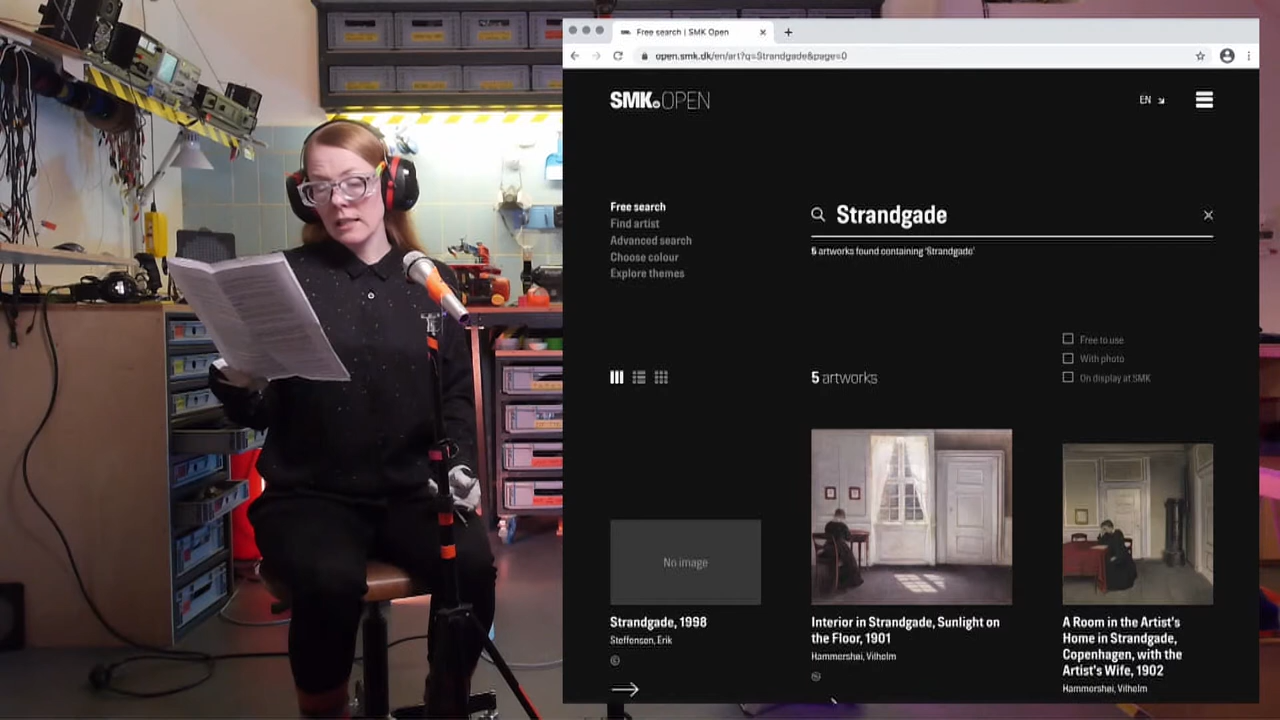 Free search | SMK Open
open.smk.dk/en/art?q=Strandgade&page=0
SMK OPEN
EN
Free search
Find artist
Advanced search
Choose colour
Explore themes
Strandgade
5 artworks found containing 'Strandgade'
Free to use
With photo
On display at SMK
5 artworks
No image
Strandgade, 1998
Steffensen, Erik
Interior in Strandgade, Sunlight on
the Floor, 1901
Hammershøi, Vilhelm
A Room in the Artist's
Home in Strandgade,
Copenhagen, with the
Artist's Wife, 1902
Hammershøi, Vilhelm